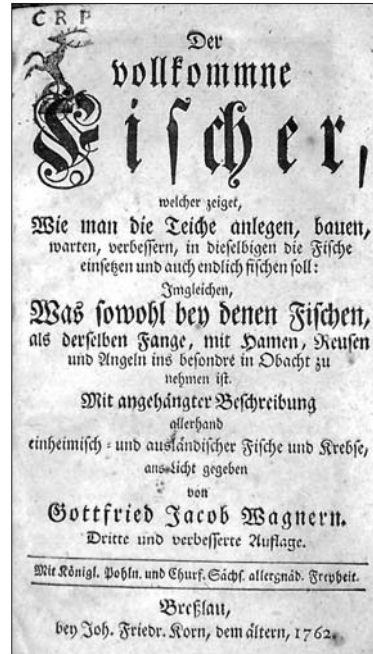 C R P
Der
vollkommne
Fischer,
welcher zeiget,
Wie man die Teiche anlegen, bauen,
warten, verbessern, in dieselbigen die Fische
einsetzen und auch endlich fischen soll:
Imgleichen,
Was sowohl bey denen Fischen,
als derselben Fange, mit Hamen, Reusen
und Angeln ins besondre in Obacht zu
nehmen ist.
Mit angehängter Beschreibung
allerhand
einheimisch- und ausländischer Fische und Krebse,
ans Licht gegeben
von
Gottfried Jacob Wagnern.
Dritte und verbesserte Auflage.
Mit Königl. Pohln. und Churf. Sächs. allergnäd. Freyheit.
Breßlau,
bey Joh. Friedr. Korn, dem ältern, 1762.